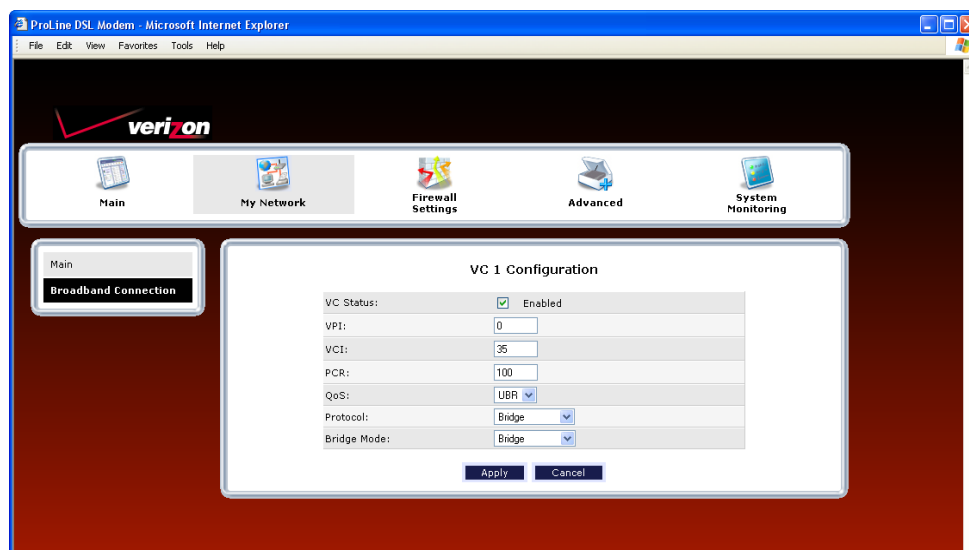 ProLine DSL Modem - Microsoft Internet Explorer
File Edit View Favorites Tools Help
verizon
Main
My Network
Firewall
Settings
Advanced
System
Monitoring
Main
Broadband Connection
VC 1 Configuration
VC Status: Enabled
VPI: 0
VCI: 35
PCR: 100
QoS: UBR
Protocol: Bridge
Bridge Mode: Bridge
Apply Cancel